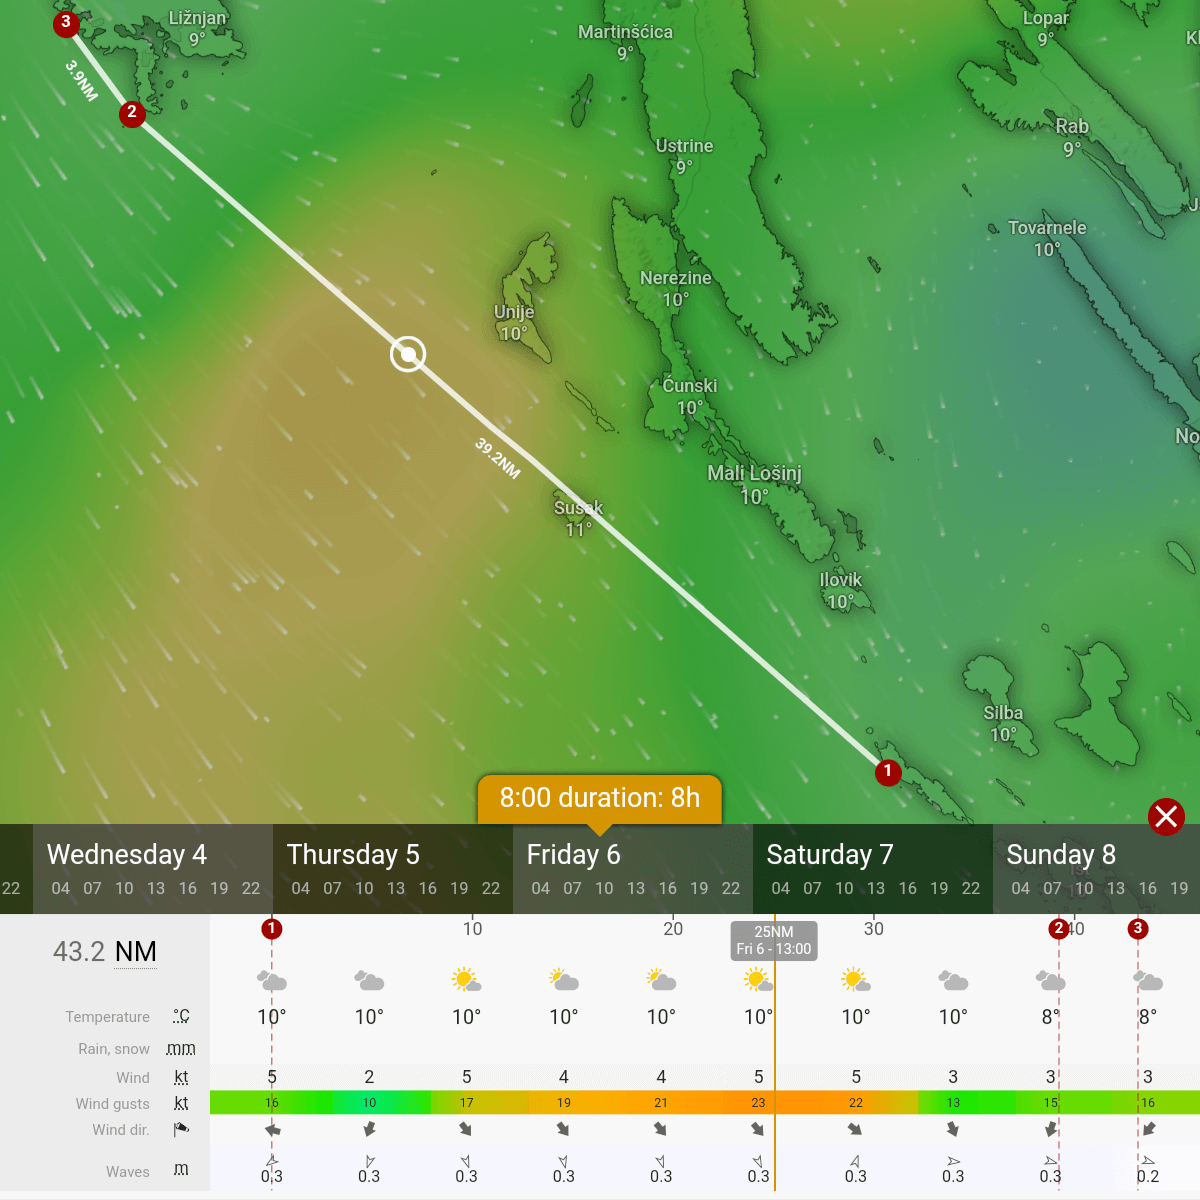 3
Ližnjan
9°
3.9NM
2
Martinšćica
9°
Lopar
9°
Rab
9°
Ustrine
9°
Tovarnele
10°
Nerezine
10°
Unije
10°
Ćunski
10°
39.2NM
Mali Lošinj
10°
Sušak
11°
Ilovik
10°
Silba
10°
1
8:00 duration: 8h
Wednesday 4 Thursday 5 Friday 6 Saturday 7 Sunday 8
22 04 07 10 13 16 19 22 04 07 10 13 16 19 22 04 07 10 13 16 19 22 04 07 10 13 16 19 22 04 07 10 13 16 19
1 10 20 30 2 40 3
25NM
Fri 6 - 13:00
43.2 NM
Temperature °C 10° 10° 10° 10° 10° 10° 10° 10° 8° 8°
Rain, snow mm
Wind kt 5 2 5 4 4 5 5 3 3 3
Wind gusts kt 16 10 17 19 21 23 22 13 15 16
Wind dir.
Waves m 0.3 0.3 0.3 0.3 0.3 0.3 0.3 0.3 0.3 0.2